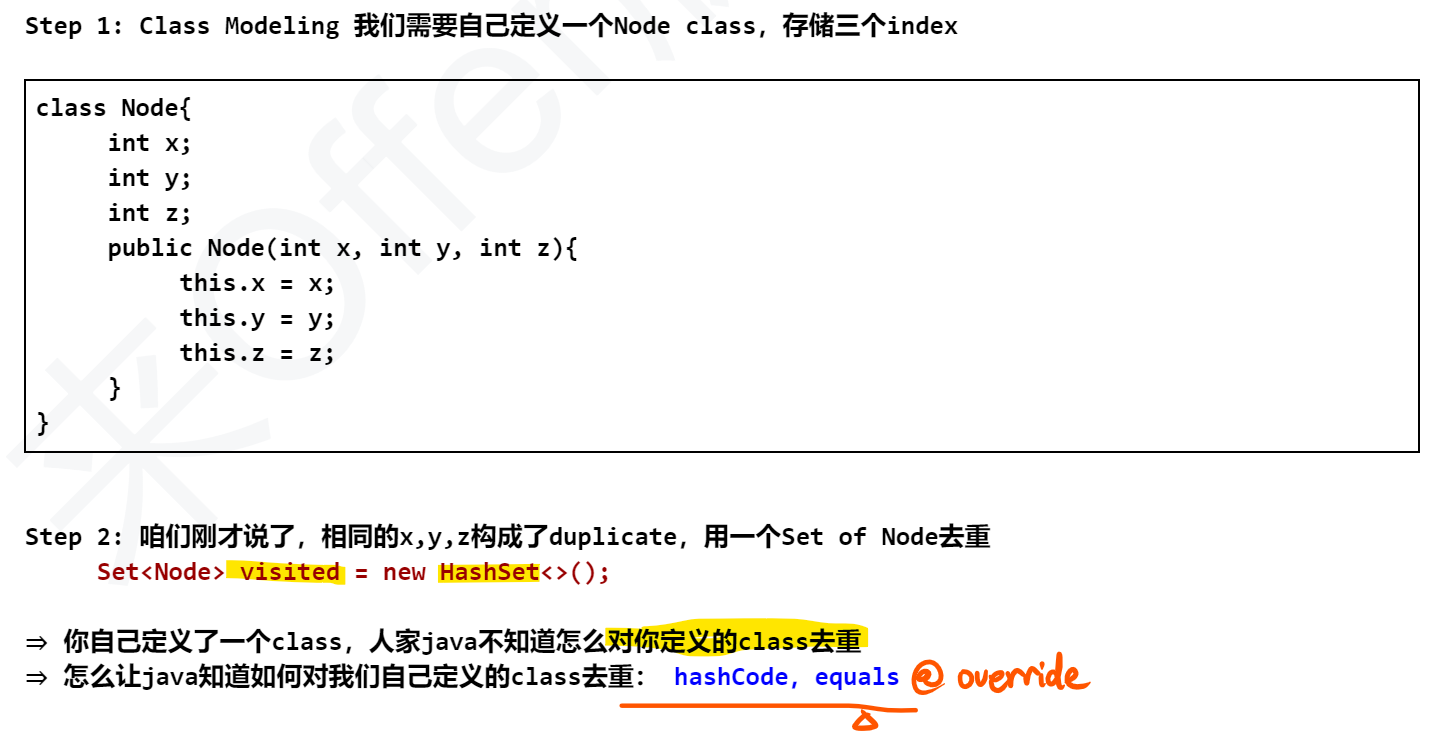 Step 1: Class Modeling 我们需要自己定义一个Node class，存储三个index
class Node{
int x;
int y;
int z;
public Node(int x, int y, int z){
this.x = x;
this.y = y;
this.z = z;
}
}
Step 2: 咱们刚才说了，相同的x,y,z构成了duplicate，用一个Set of Node去重
Set<Node> visited = new HashSet<>();
⇒ 你自己定义了一个class，人家java不知道怎么对你定义的class去重
⇒ 怎么让java知道如何对我们自己定义的class去重： hashCode, equals @ override
来Offer